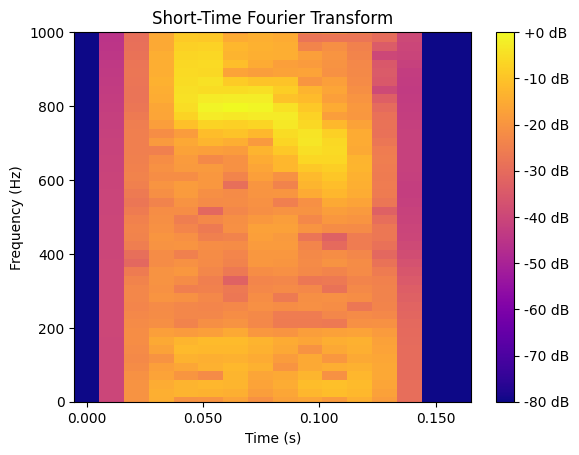 Short-Time Fourier Transform
1000
800
600
400
200
0
Frequency (Hz)
0.000
0.050
0.100
0.150
Time (s)
+0 dB
-10 dB
-20 dB
-30 dB
-40 dB
-50 dB
-60 dB
-70 dB
-80 dB